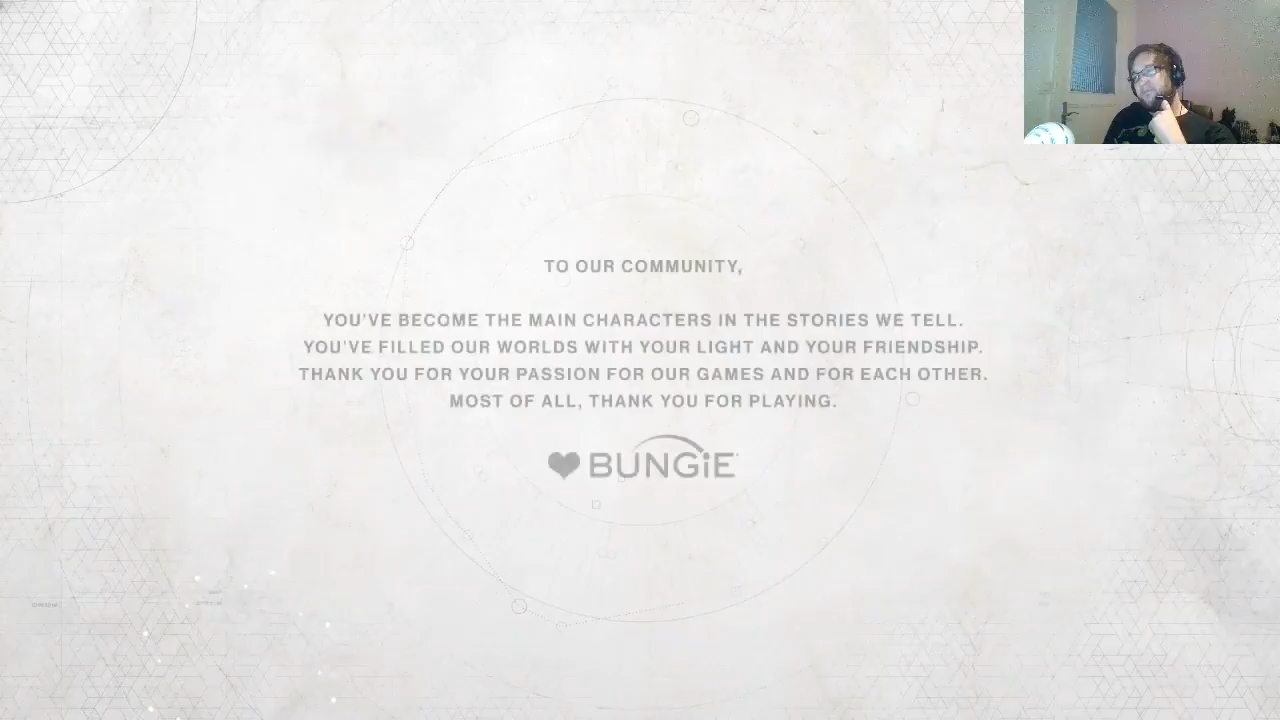 TO OUR COMMUNITY,
YOU'VE BECOME THE MAIN CHARACTERS IN THE STORIES WE TELL.
YOU'VE FILLED OUR WORLDS WITH YOUR LIGHT AND YOUR FRIENDSHIP.
THANK YOU FOR YOUR PASSION FOR OUR GAMES AND FOR EACH OTHER.
MOST OF ALL, THANK YOU FOR PLAYING.
BUNGiE